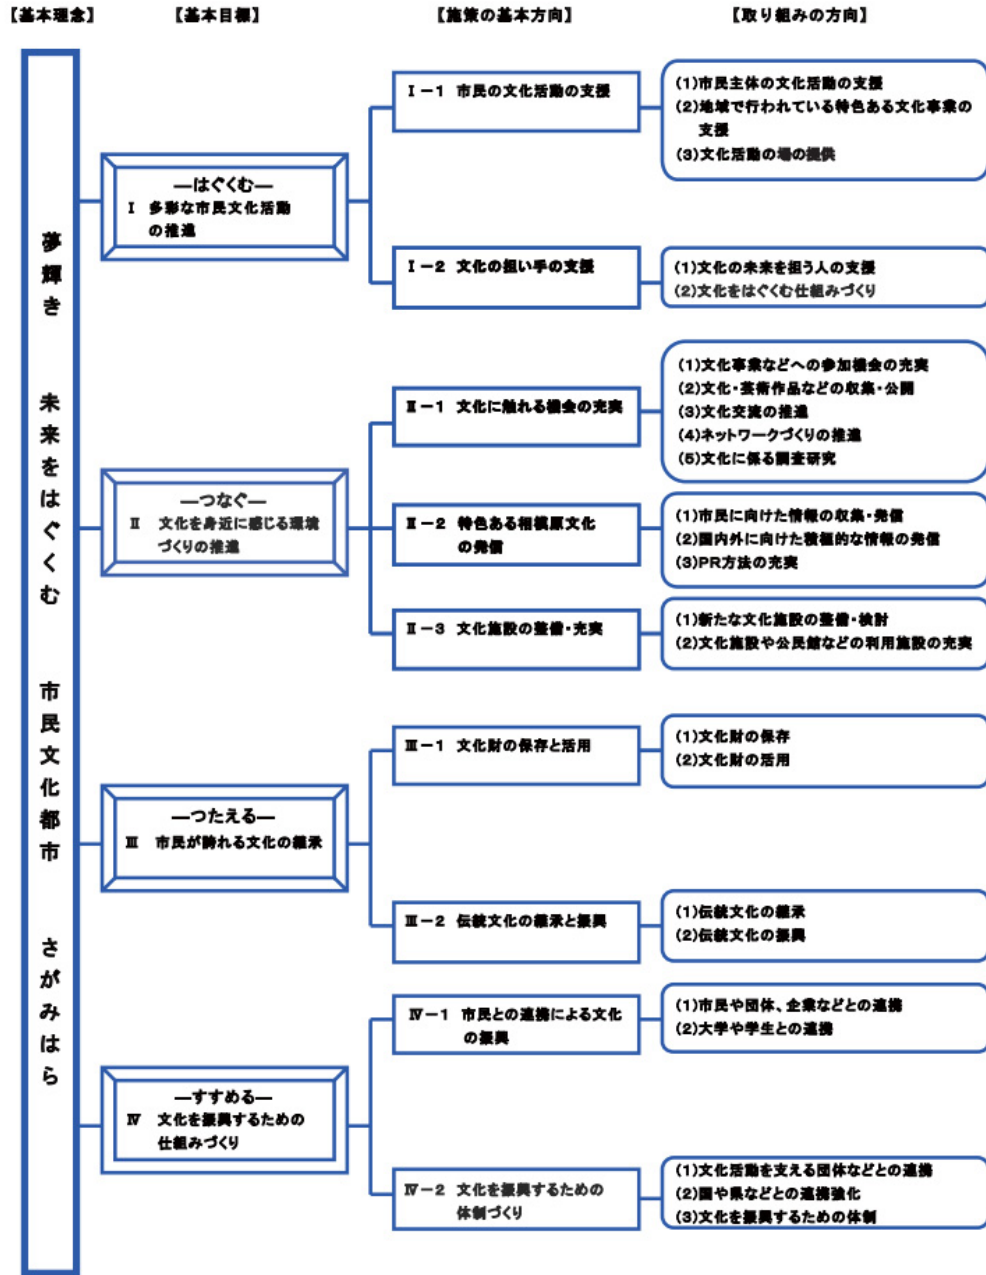 【基本理念】
【基本目標】
【施策の基本方向】
【取り組みの方向】
夢輝き 未来をはぐくむ 市民文化都市 さがみはら
―はぐくむ―
Ⅰ 多彩な市民文化活動
の推進
Ⅰ－1 市民の文化活動の支援
(1)市民主体の文化活動の支援
(2)地域で行われている特色ある文化事業の
支援
(3)文化活動の場の提供
Ⅰ－2 文化の担い手の支援
(1)文化の未来を担う人の支援
(2)文化をはぐくむ仕組みづくり
―つなぐ―
Ⅱ 文化を身近に感じる環境
づくりの推進
Ⅱ－1 文化に触れる機会の充実
(1)文化事業などへの参加機会の充実
(2)文化・芸術作品などの収集・公開
(3)文化交流の推進
(4)ネットワークづくりの推進
(5)文化に係る調査研究
Ⅱ－2 特色ある相模原文化
の発信
(1)市民に向けた情報の収集・発信
(2)国内外に向けた積極的な情報の発信
(3)PR方法の充実
Ⅱ－3 文化施設の整備・充実
(1)新たな文化施設の整備・検討
(2)文化施設や公民館などの利用施設の充実
―つたえる―
Ⅲ 市民が誇れる文化の継承
Ⅲ－1 文化財の保存と活用
(1)文化財の保存
(2)文化財の活用
Ⅲ－2 伝統文化の継承と振興
(1)伝統文化の継承
(2)伝統文化の振興
―すすめる―
Ⅳ 文化を振興するための
仕組みづくり
Ⅳ－1 市民との連携による文化
の振興
(1)市民や団体、企業などとの連携
(2)大学や学生との連携
Ⅳ－2 文化を振興するための
体制づくり
(1)文化活動を支える団体などとの連携
(2)国や県などとの連携強化
(3)文化を振興するための体制